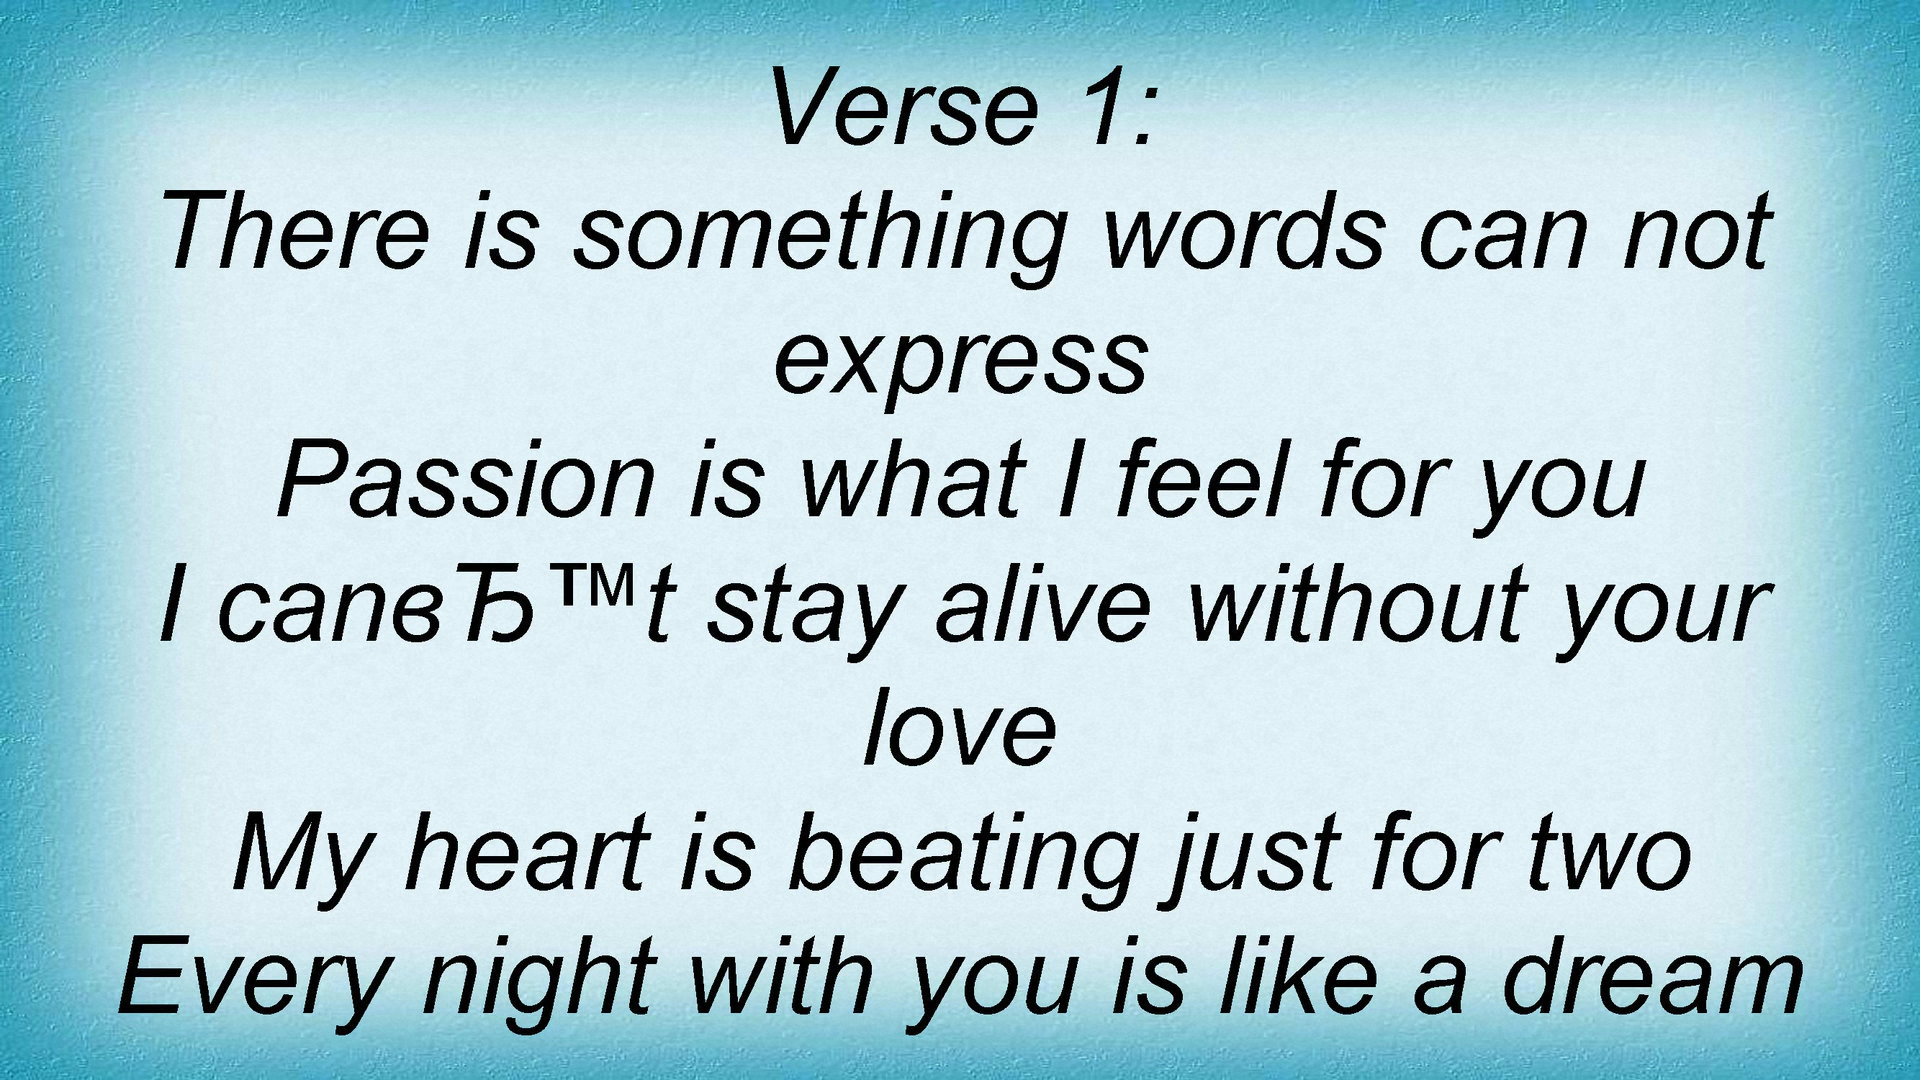 Verse 1:
There is something words can not
express
Passion is what I feel for you
I canвЂ™t stay alive without your
love
My heart is beating just for two
Every night with you is like a dream